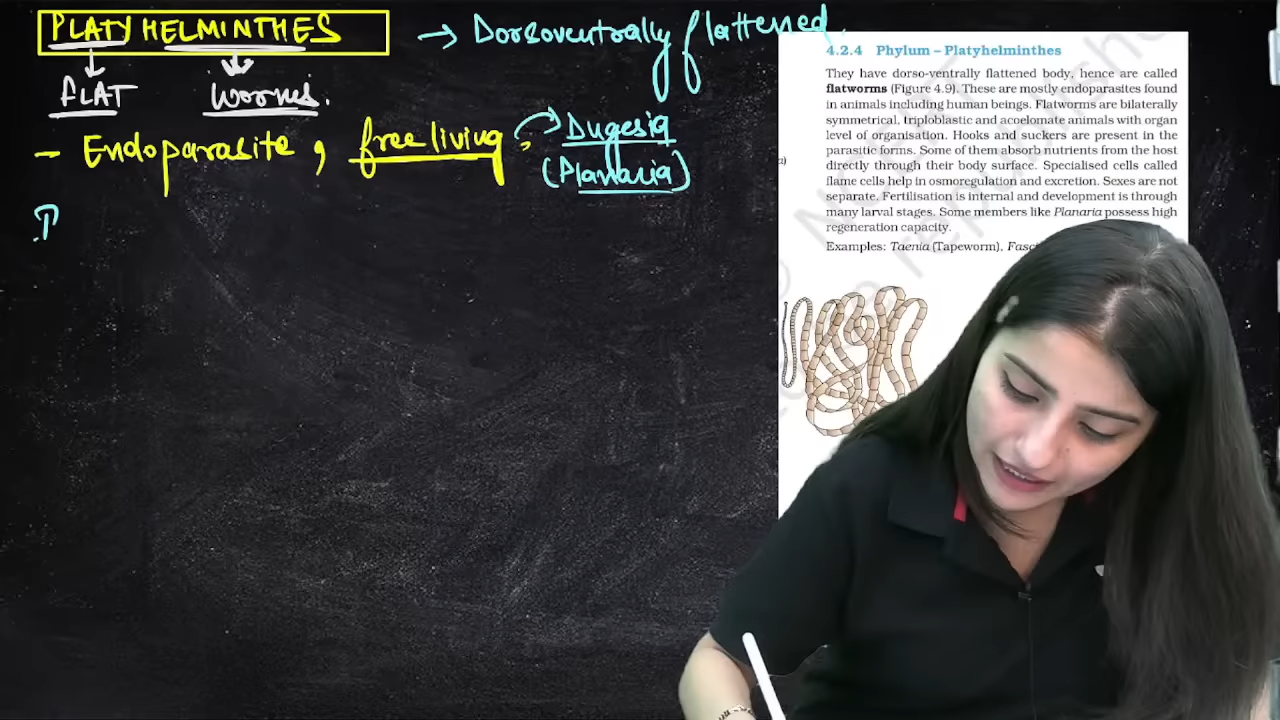 PLATYHELMINTHES → Dorsoventrally flattened.
FLAT worms.
- Endoparasite, free living: Dugesia
(Planaria)
4.2.4 Phylum – Platyhelminthes
They have dorso-ventrally flattened body, hence are called
flatworms (Figure 4.9). These are mostly endoparasites found
in animals including human beings. Flatworms are bilaterally
symmetrical, triploblastic and acoelomate animals with organ
level of organisation. Hooks and suckers are present in the
parasitic forms. Some of them absorb nutrients from the host
directly through their body surface. Specialised cells called
flame cells help in osmoregulation and excretion. Sexes are not
separate. Fertilisation is internal and development is through
many larval stages. Some members like Planaria possess high
regeneration capacity.
Examples: Taenia (Tapeworm),